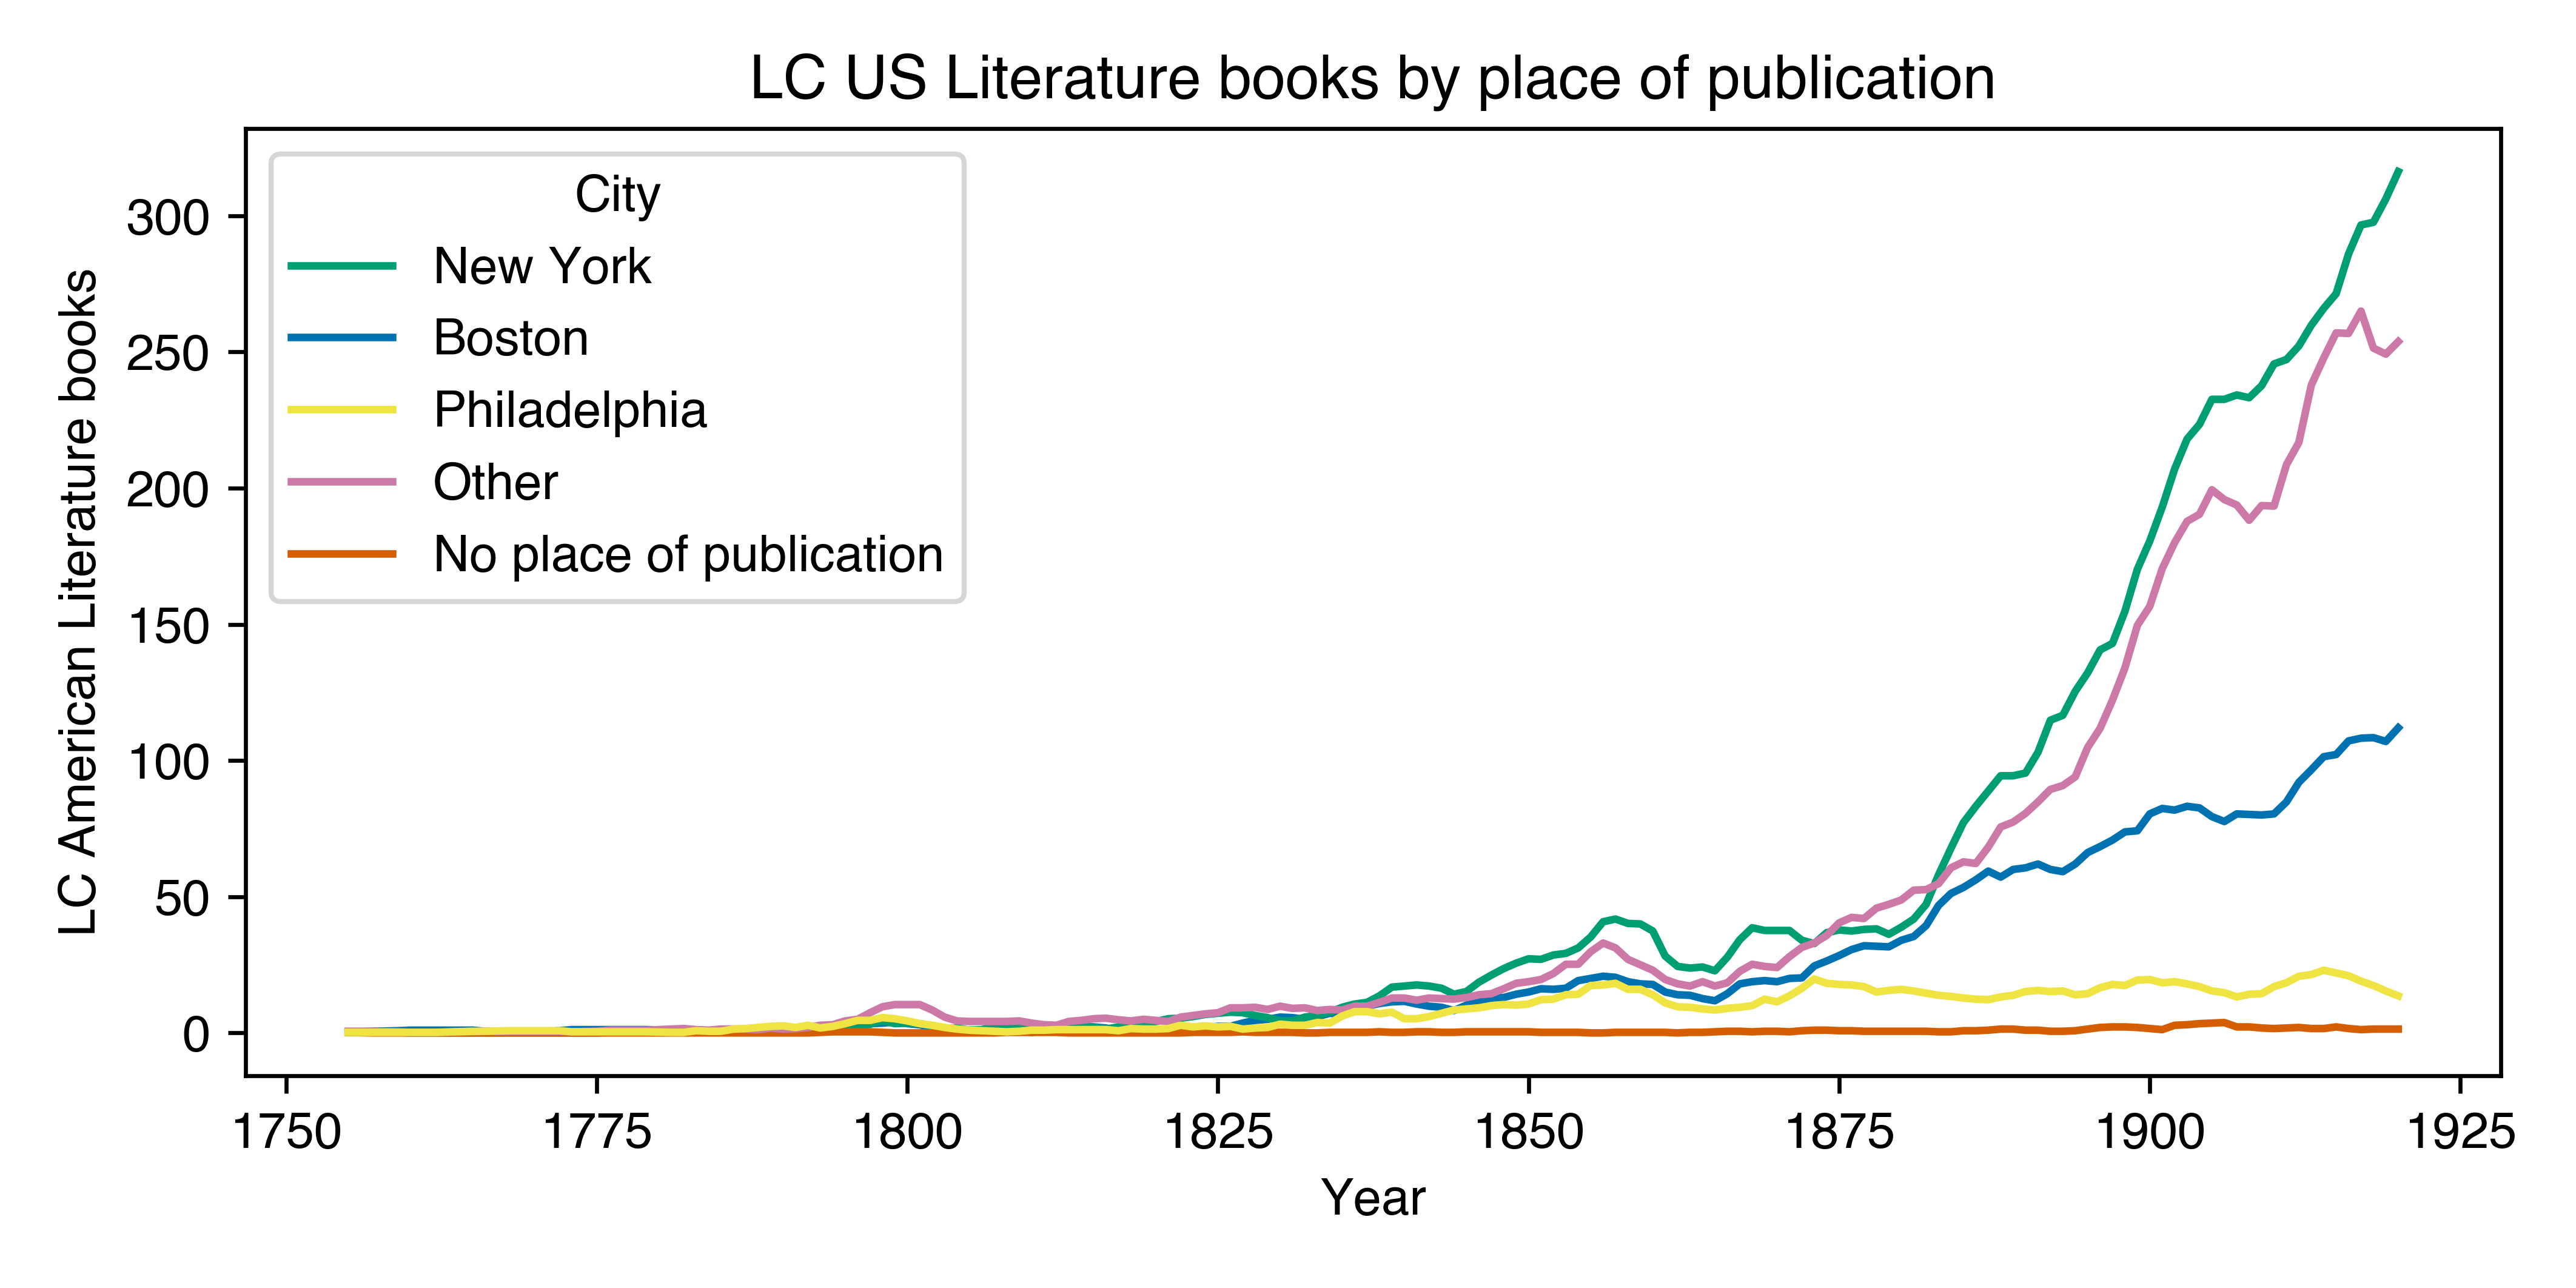 LC US Literature books by place of publication
LC American Literature books
300
250
200
150
100
50
0
City
New York
Boston
Philadelphia
Other
No place of publication
1750 1775 1800 1825 1850 1875 1900 1925
Year